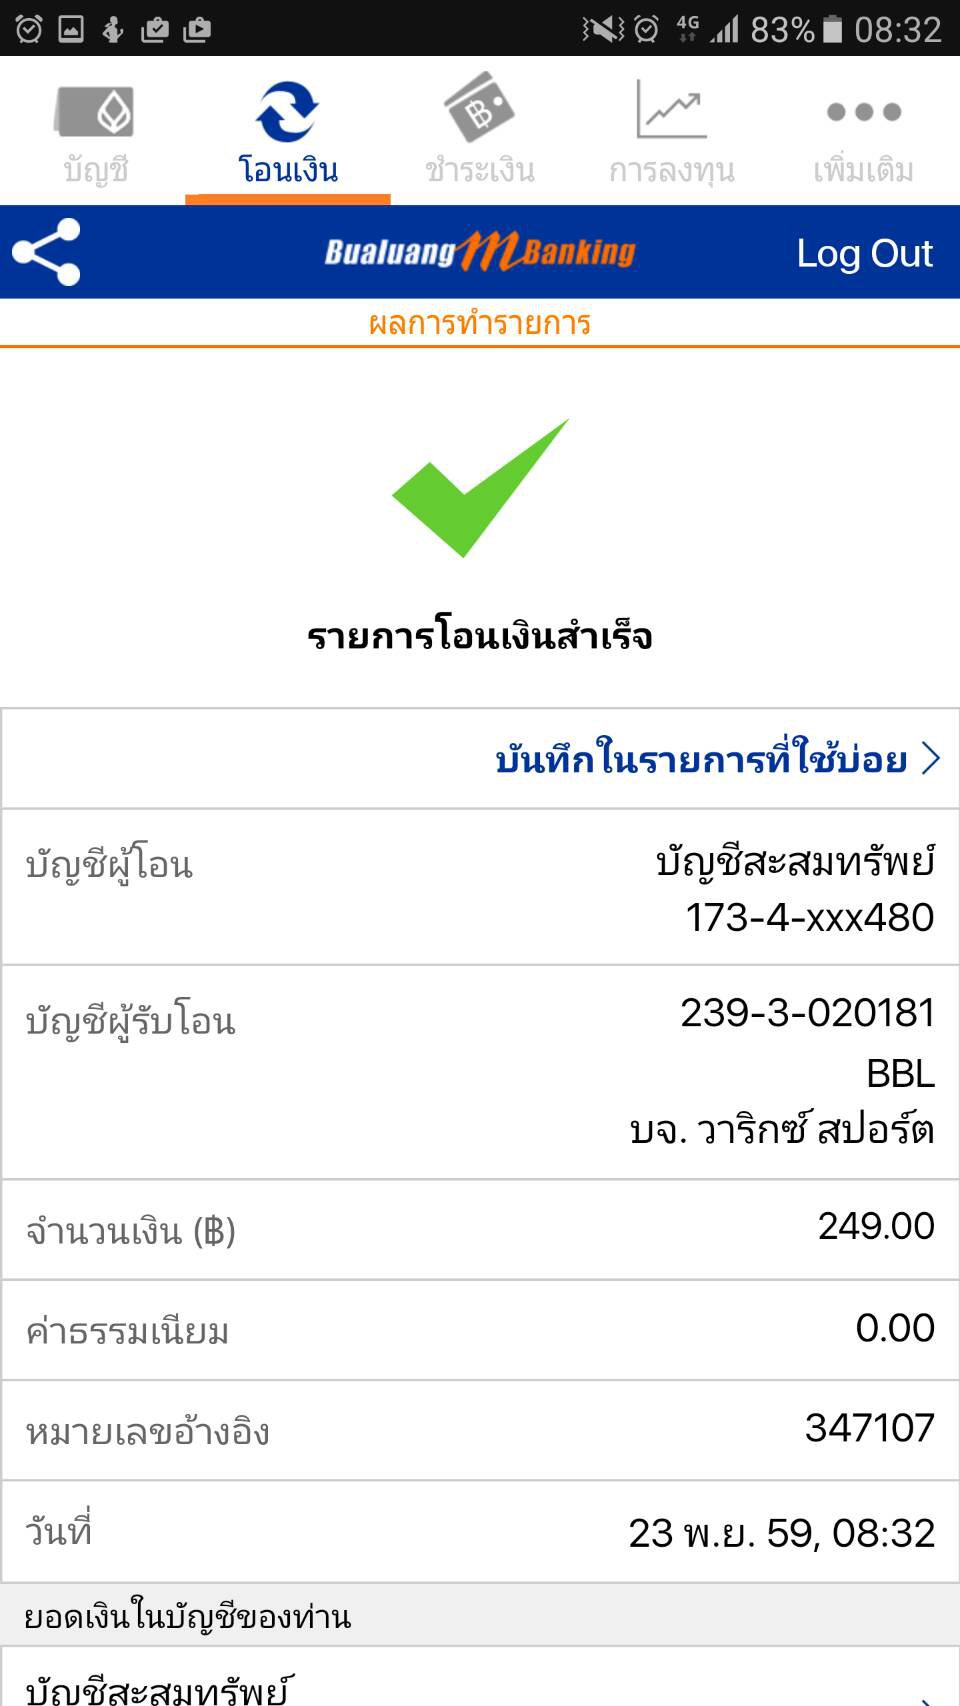 4G 83% 08:32
บัญชี โอนเงิน ชำระเงิน การลงทุน เพิ่มเติม
Bualuang mBanking Log Out
ผลการทำรายการ
รายการโอนเงินสำเร็จ
บันทึกในรายการที่ใช้บ่อย
บัญชีผู้โอน บัญชีสะสมทรัพย์
173-4-xxx480
บัญชีผู้รับโอน 239-3-020181
BBL
บจ. วาริกซ์ สปอร์ต
จำนวนเงิน (฿) 249.00
ค่าธรรมเนียม 0.00
หมายเลขอ้างอิง 347107
วันที่ 23 พ.ย. 59, 08:32
ยอดเงินในบัญชีของท่าน
บัญชีสะสมทรัพย์